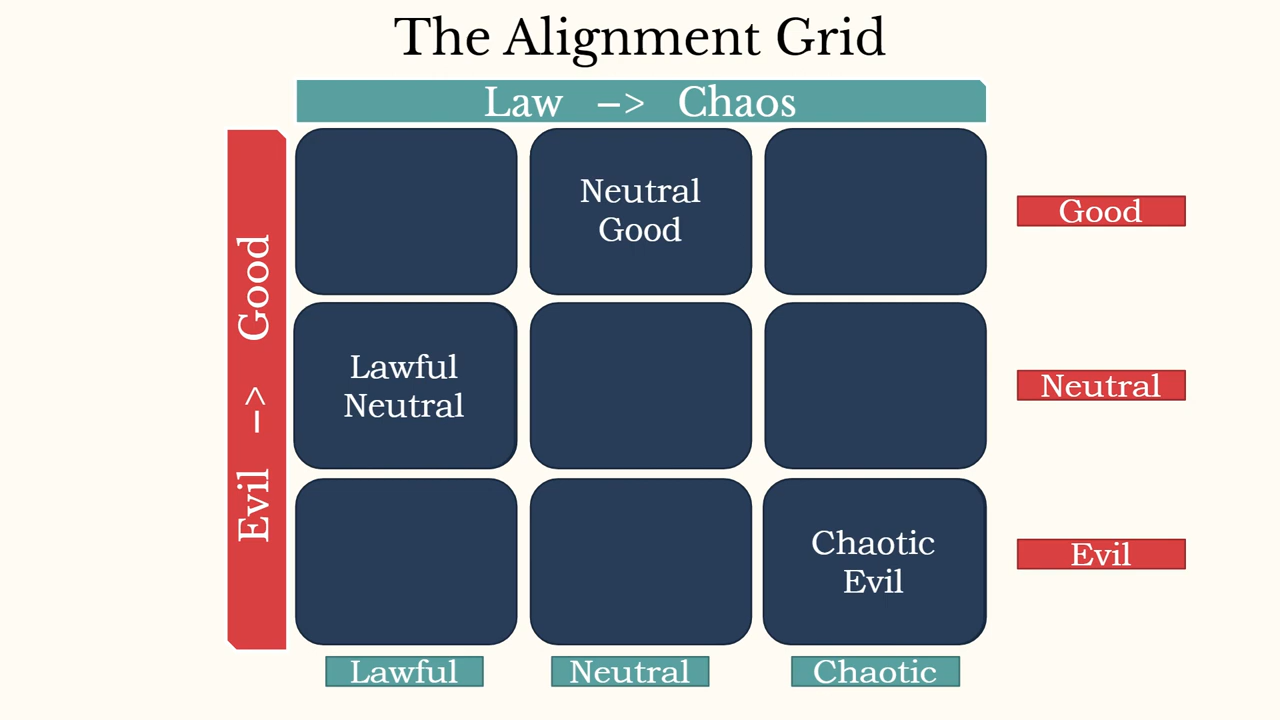 The Alignment Grid
Law –> Chaos
Evil –> Good
Neutral
Good
Good
Lawful
Neutral
Neutral
Chaotic
Evil
Evil
Lawful
Neutral
Chaotic